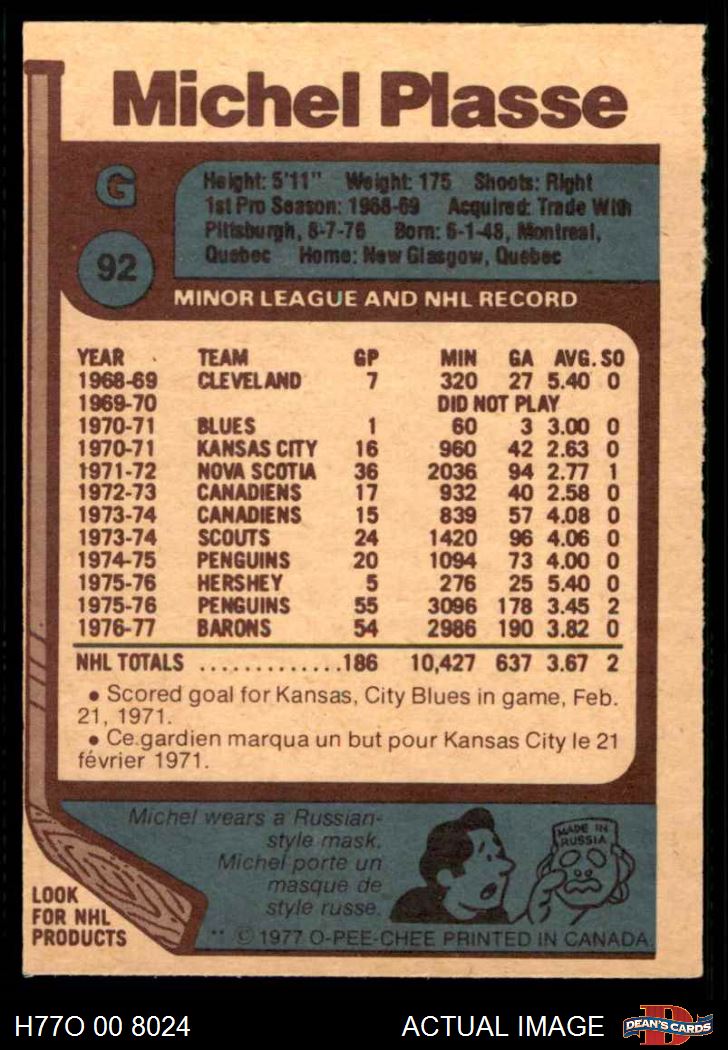 Michel Plasse
G
92
Height: 5'11" Weight: 175 Shoots: Right
1st Pro Season: 1968-69 Acquired: Trade With
Pittsburgh, 8-7-76 Born: 6-1-48, Montreal,
Quebec Home: New Glasgow, Quebec
MINOR LEAGUE AND NHL RECORD
YEAR TEAM GP MIN GA AVG. SO
1968-69 CLEVELAND 7 320 27 5.40 0
1969-70 DID NOT PLAY
1970-71 BLUES 1 60 3 3.00 0
1970-71 KANSAS CITY 16 960 42 2.63 0
1971-72 NOVA SCOTIA 36 2036 94 2.77 1
1972-73 CANADIENS 17 932 40 2.58 0
1973-74 CANADIENS 15 839 57 4.08 0
1973-74 SCOUTS 24 1420 96 4.06 0
1974-75 PENGUINS 20 1094 73 4.00 0
1975-76 HERSHEY 5 276 25 5.40 0
1975-76 PENGUINS 55 3096 178 3.45 2
1976-77 BARONS 54 2986 190 3.82 0
NHL TOTALS .............186 10,427 637 3.67 2
• Scored goal for Kansas, City Blues in game, Feb.
21, 1971.
• Ce gardien marqua un but pour Kansas City le 21
février 1971.
Michel wears a Russian-
style mask.
Michel porte un
masque de
style russe.
MADE IN
RUSSIA
LOOK
FOR NHL
PRODUCTS
** © 1977 O-PEE-CHEE PRINTED IN CANADA
H77O 00 8024
ACTUAL IMAGE
D
DEAN'S CARDS